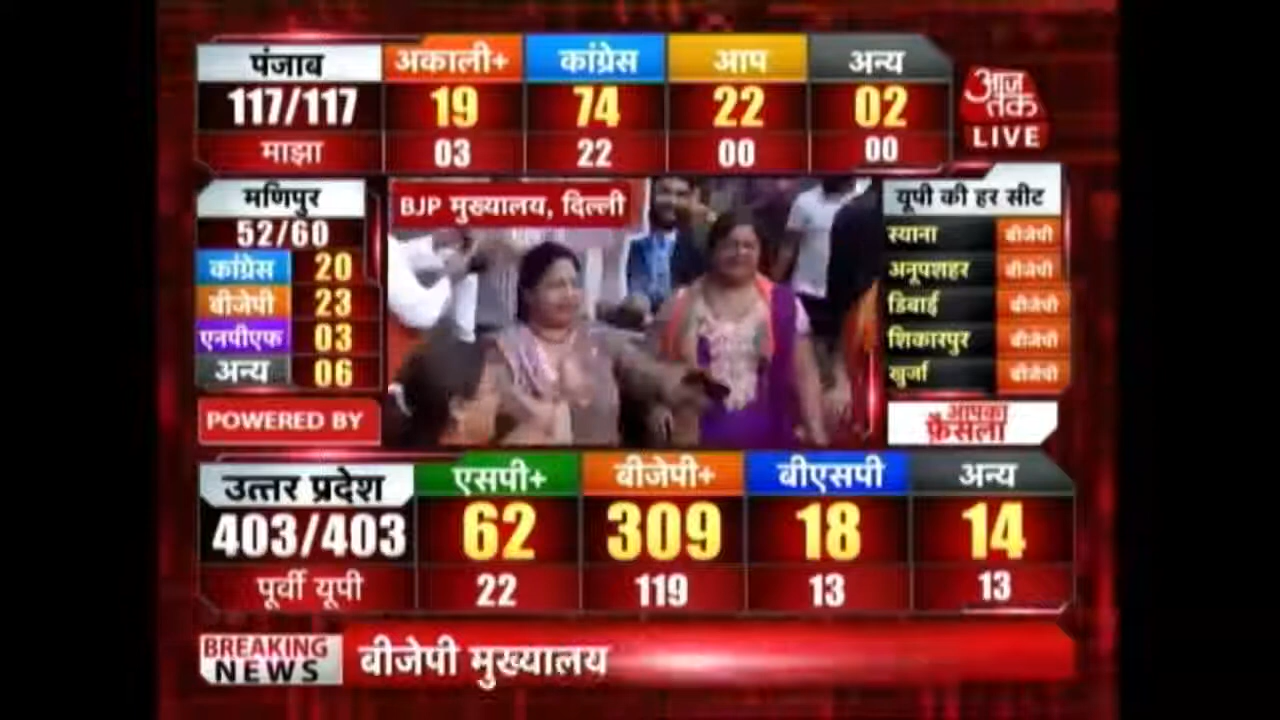 पंजाब अकाली+ कांग्रेस आप अन्य
117/117 19 74 22 02
माझा 03 22 00 00
आज तक
LIVE
मणिपुर
52/60
कांग्रेस 20
बीजेपी 23
एनपीएफ 03
अन्य 06
POWERED BY
BJP मुख्यालय, दिल्ली
यूपी की हर सीट
स्याना बीजेपी
अनूपशहर बीजेपी
डिबाई बीजेपी
शिकारपुर बीजेपी
खुर्जा बीजेपी
आपका
फ़ैसला
उत्तर प्रदेश एसपी+ बीजेपी+ बीएसपी अन्य
403/403 62 309 18 14
पूर्वी यूपी 22 119 13 13
BREAKING
NEWS
बीजेपी मुख्यालय